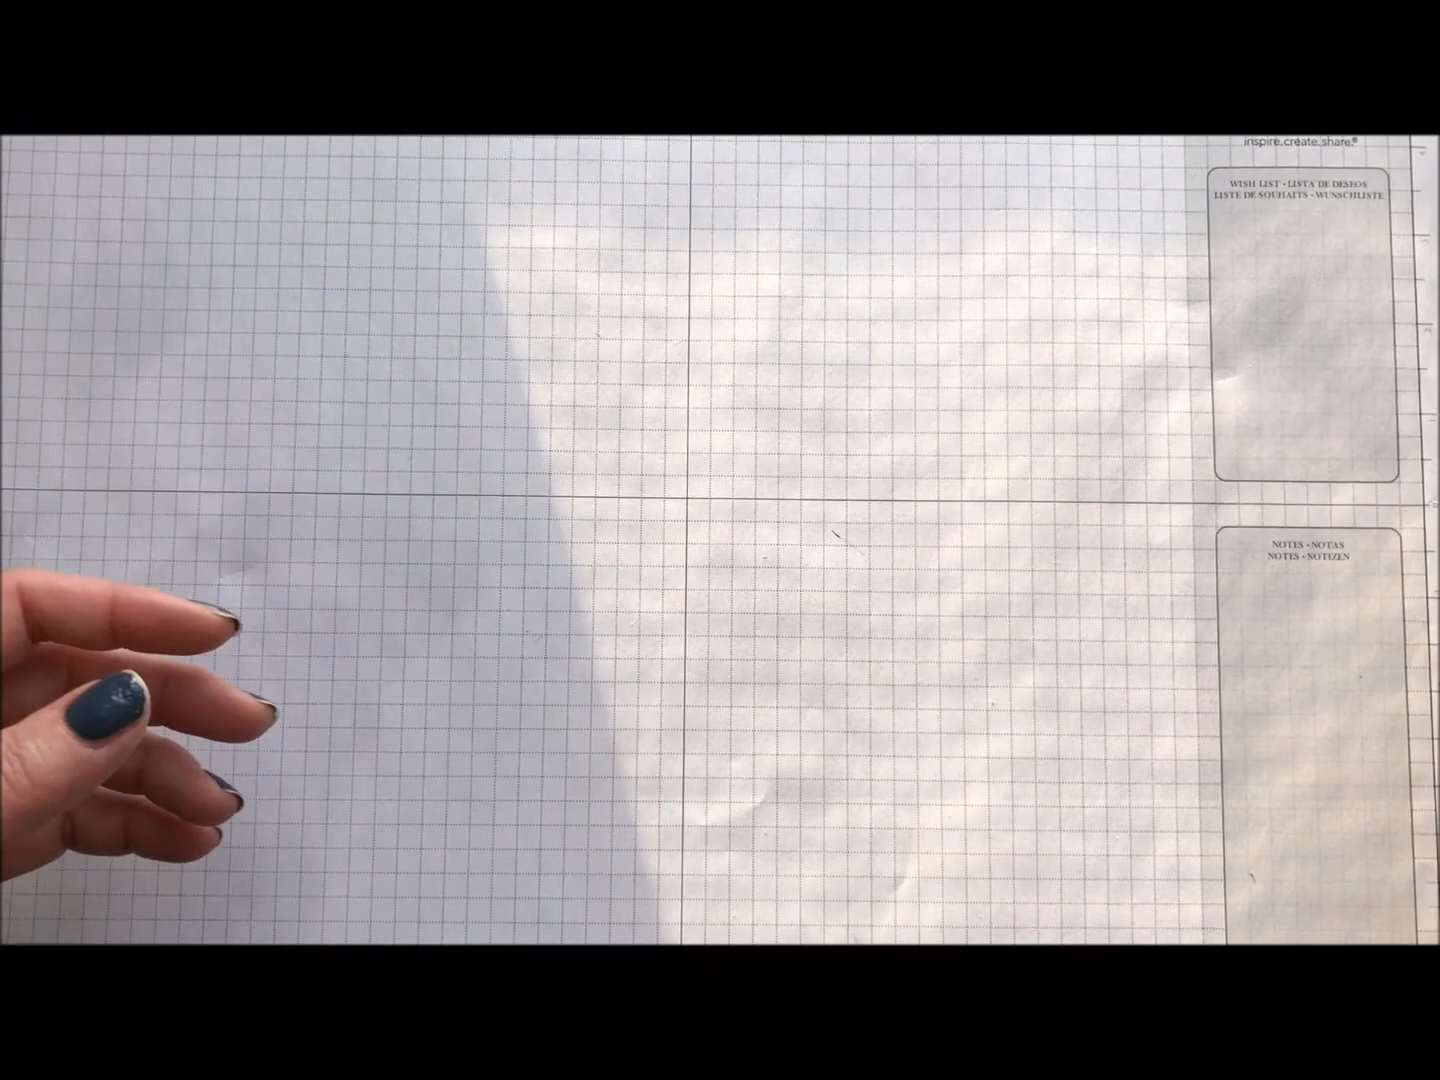 inspire.create.share.®
WISH LIST • LISTA DE DESEOS
LISTE DE SOUHAITS • WUNSCHLISTE
NOTES • NOTAS
NOTES • NOTIZEN